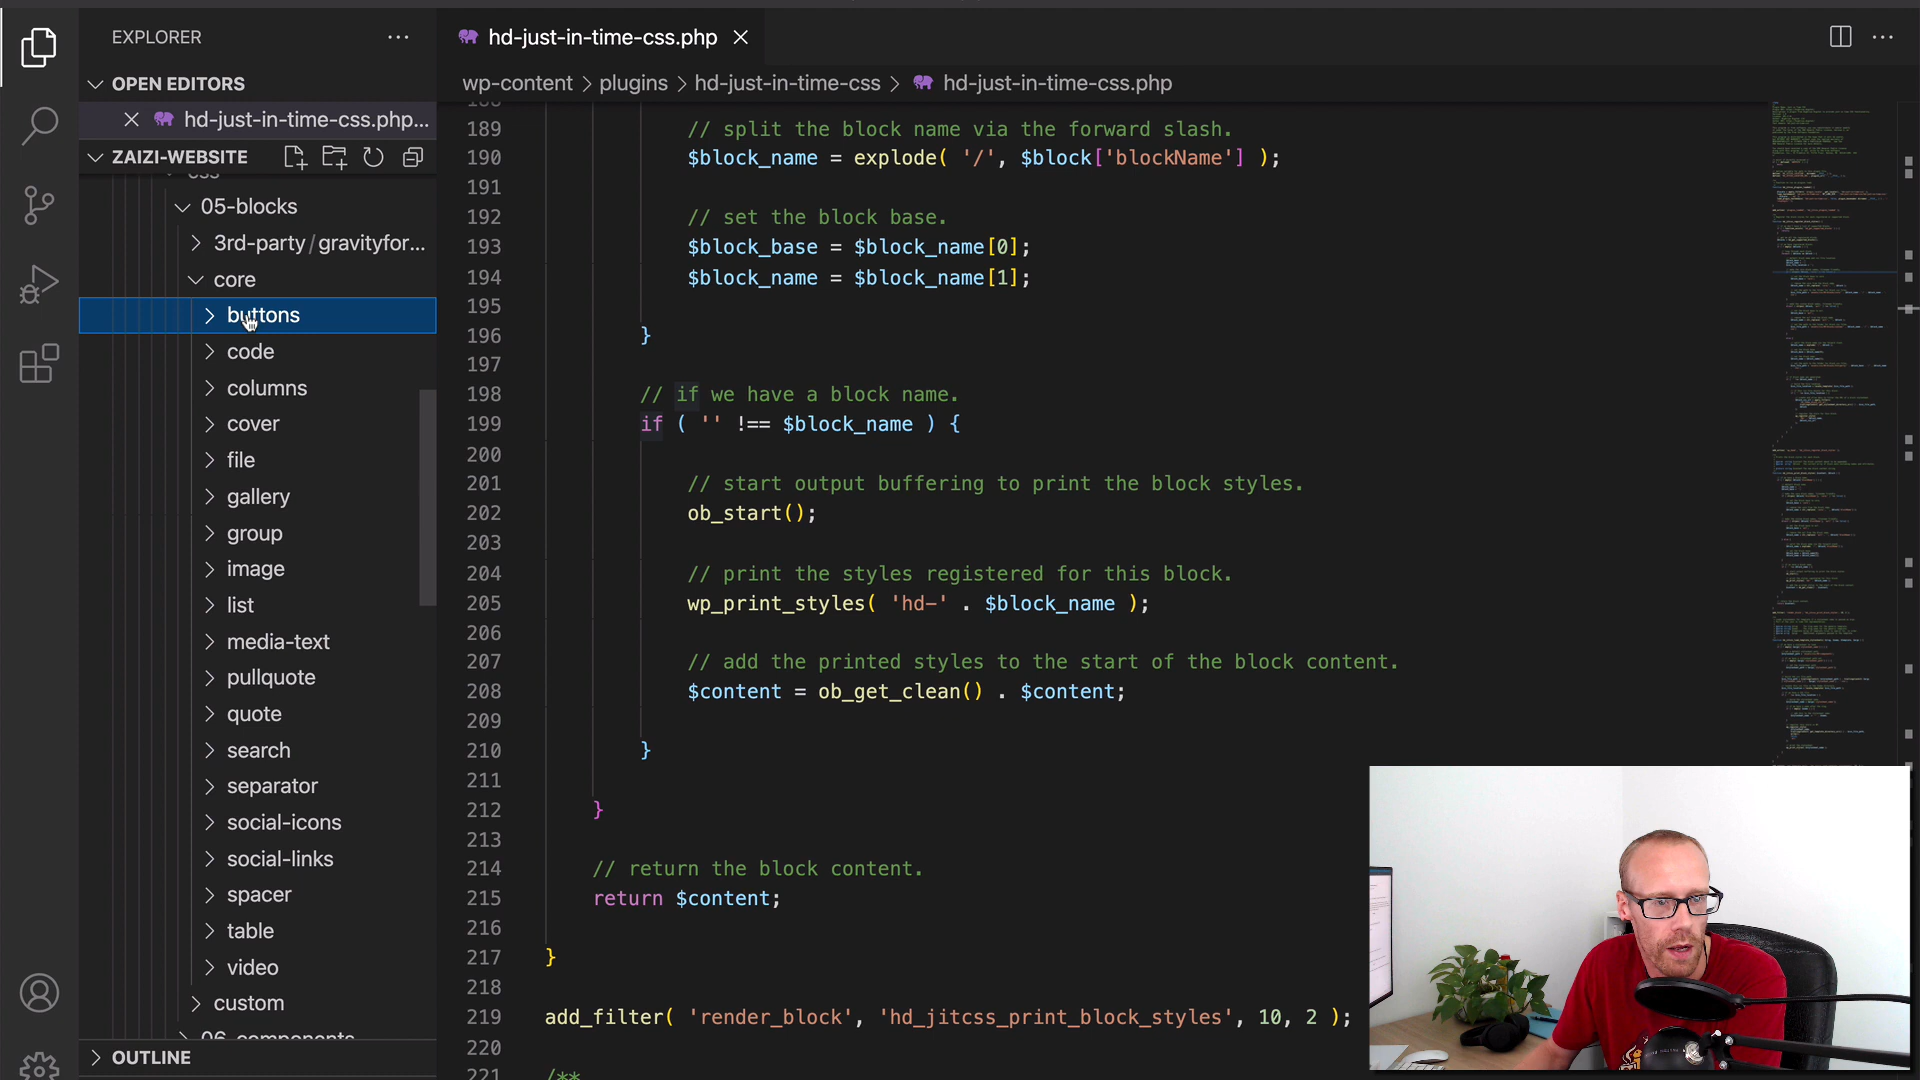 EXPLORER
OPEN EDITORS
hd-just-in-time-css.php...
ZAIZI-WEBSITE
css
05-blocks
3rd-party / gravityfor...
core
buttons
code
columns
cover
file
gallery
group
image
list
media-text
pullquote
quote
search
separator
social-icons
social-links
spacer
table
video
custom
06-components
OUTLINE
hd-just-in-time-css.php
wp-content > plugins > hd-just-in-time-css > hd-just-in-time-css.php
188
189 // split the block name via the forward slash.
190 $block_name = explode( '/', $block['blockName'] );
191
192 // set the block base.
193 $block_base = $block_name[0];
194 $block_name = $block_name[1];
195
196 }
197
198 // if we have a block name.
199 if ( '' !== $block_name ) {
200
201 // start output buffering to print the block styles.
202 ob_start();
203
204 // print the styles registered for this block.
205 wp_print_styles( 'hd-' . $block_name );
206
207 // add the printed styles to the start of the block content.
208 $content = ob_get_clean() . $content;
209
210 }
211
212 }
213
214 // return the block content.
215 return $content;
216
217 }
218
219 add_filter( 'render_block', 'hd_jitcss_print_block_styles', 10, 2 );
220
221 /**